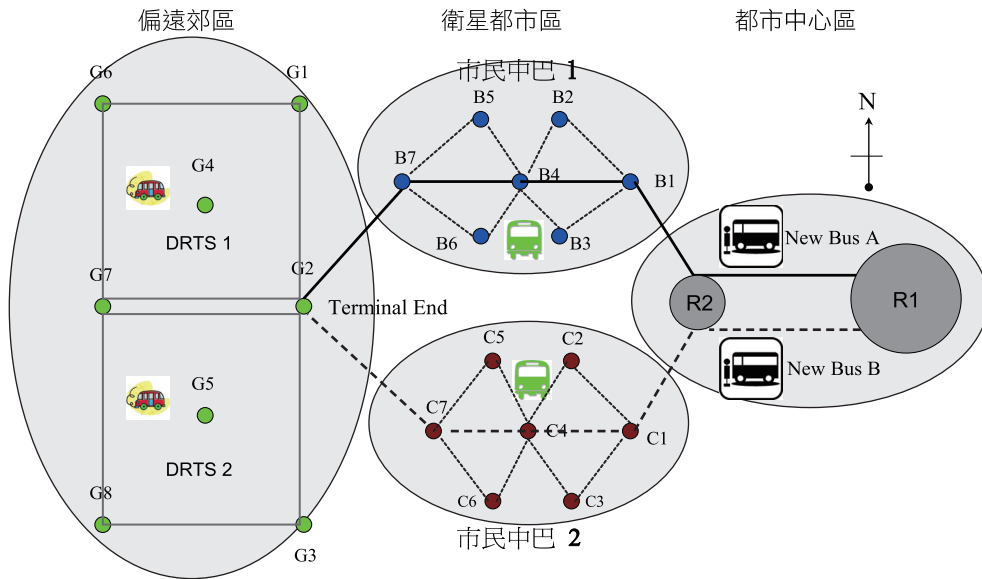 偏遠郊區
衛星都市區
都市中心區
G6
G1
G4
DRTS 1
G7
G2
Terminal End
G5
DRTS 2
G8
G3
市民中巴 1
B5
B2
B7
B4
B1
B6
B3
C5
C2
C7
C4
C1
C6
C3
市民中巴 2
N
New Bus A
R2
R1
New Bus B